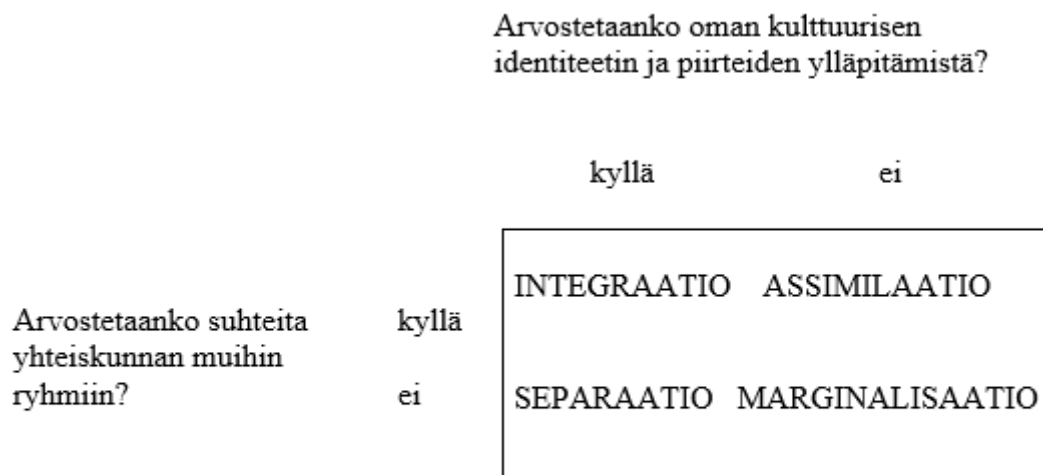 Arvostetaanko oman kulttuurisen
identiteetin ja piirteiden ylläpitämistä?
kyllä ei
INTEGRAATIO ASSIMILAATIO
Arvostetaanko suhteita kyllä
yhteiskunnan muihin
ryhmiin? ei SEPARAATIO MARGINALISAATIO